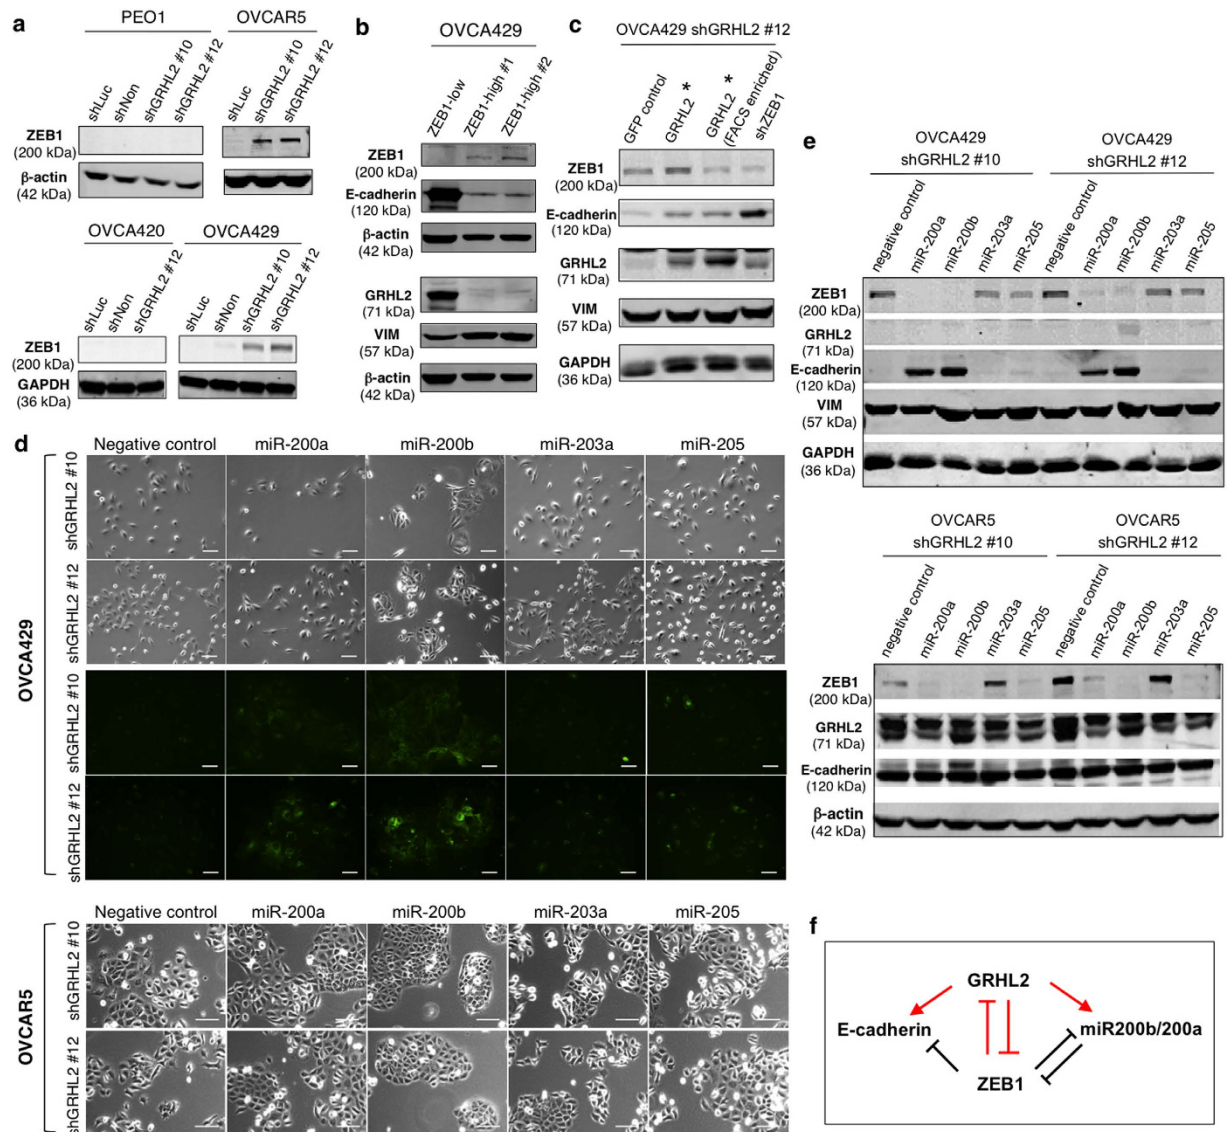 a
PEO1
OVCAR5
shLuc
shNon
shGRHL2 #10
shGRHL2 #12
shLuc
shGRHL2 #10
shGRHL2 #12
ZEB1
(200 kDa)
β-actin
(42 kDa)
OVCA420
OVCA429
shLuc
shNon
shGRHL2 #12
shLuc
shNon
shGRHL2 #10
shGRHL2 #12
ZEB1
(200 kDa)
GAPDH
(36 kDa)
b
OVCA429
ZEB1-low
ZEB1-high #1
ZEB1-high #2
ZEB1
(200 kDa)
E-cadherin
(120 kDa)
β-actin
(42 kDa)
GRHL2
(71 kDa)
VIM
(57 kDa)
β-actin
(42 kDa)
c
OVCA429 shGRHL2 #12
GFP control
GRHL2 *
GRHL2 *
(FACS enriched)
shZEB1
ZEB1
(200 kDa)
E-cadherin
(120 kDa)
GRHL2
(71 kDa)
VIM
(57 kDa)
GAPDH
(36 kDa)
d
Negative control
miR-200a
miR-200b
miR-203a
miR-205
OVCA429
shGRHL2 #10
shGRHL2 #12
shGRHL2 #10
shGRHL2 #12
Negative control
miR-200a
miR-200b
miR-203a
miR-205
OVCAR5
shGRHL2 #10
shGRHL2 #12
e
OVCA429
shGRHL2 #10
OVCA429
shGRHL2 #12
negative control
miR-200a
miR-200b
miR-203a
miR-205
negative control
miR-200a
miR-200b
miR-203a
miR-205
ZEB1
(200 kDa)
GRHL2
(71 kDa)
E-cadherin
(120 kDa)
VIM
(57 kDa)
GAPDH
(36 kDa)
OVCAR5
shGRHL2 #10
OVCAR5
shGRHL2 #12
negative control
miR-200a
miR-200b
miR-203a
miR-205
negative control
miR-200a
miR-200b
miR-203a
miR-205
ZEB1
(200 kDa)
GRHL2
(71 kDa)
E-cadherin
(120 kDa)
β-actin
(42 kDa)
f
GRHL2
E-cadherin
miR200b/200a
ZEB1